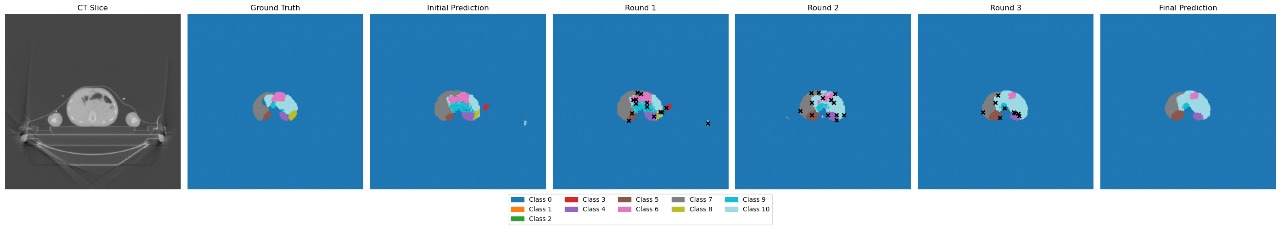 CT Slice
Ground Truth
Initial Prediction
Round 1
Round 2
Round 3
Final Prediction
Class 0
Class 1
Class 2
Class 3
Class 4
Class 5
Class 6
Class 7
Class 8
Class 9
Class 10